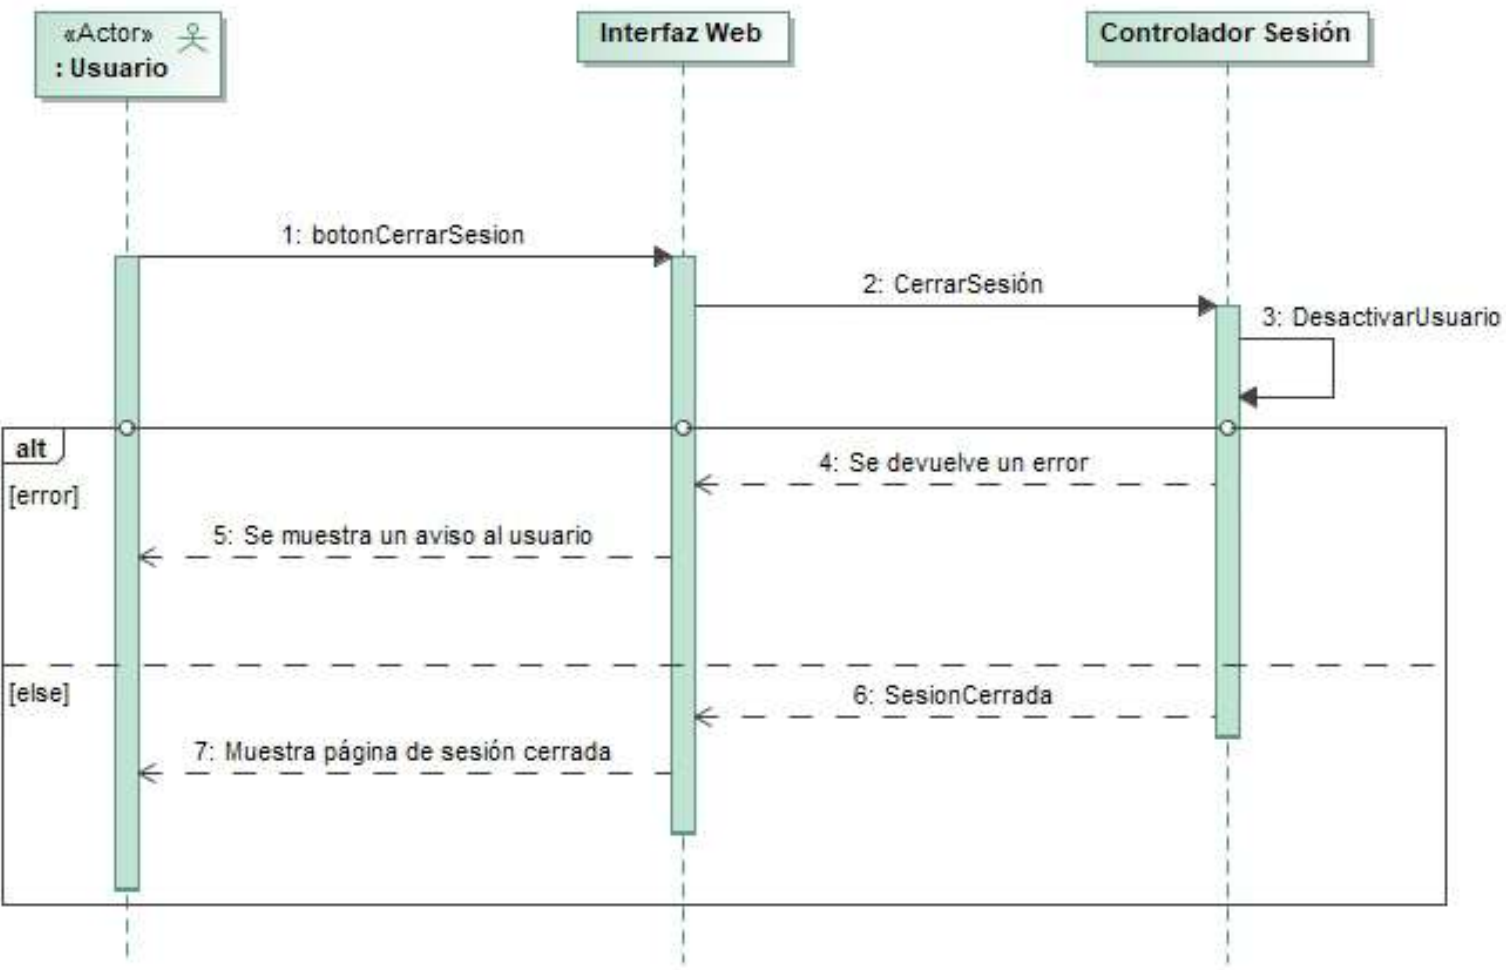 «Actor»
: Usuario
Interfaz Web
Controlador Sesión
1: botonCerrarSesion
2: CerrarSesión
3: DesactivarUsuario
alt
[error]
4: Se devuelve un error
5: Se muestra un aviso al usuario
[else]
6: SesionCerrada
7: Muestra página de sesión cerrada